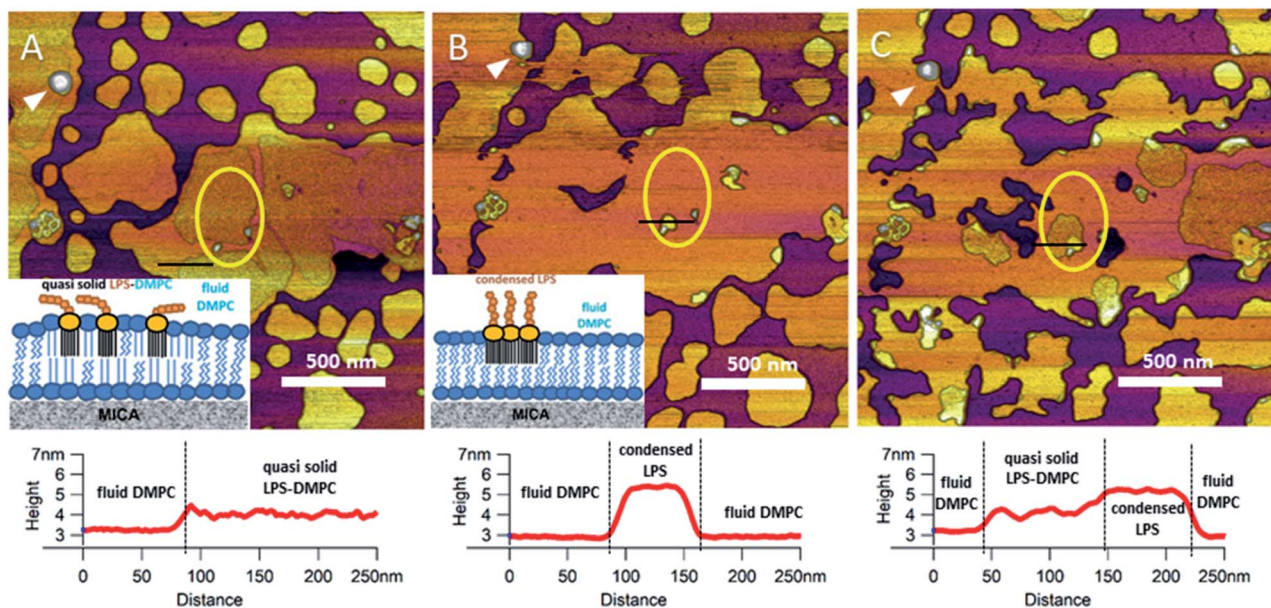 A
quasi solid LPS-DMPC
fluid
DMPC
MICA
500 nm
B
condensed LPS
fluid
DMPC
MICA
500 nm
C
500 nm
7nm
6
5
4
3
Height
fluid DMPC
quasi solid
LPS-DMPC
0
50
100
150
200
250nm
Distance
7nm
6
5
4
3
Height
fluid DMPC
condensed
LPS
fluid DMPC
0
50
100
150
200
250nm
Distance
7nm
6
5
4
3
Height
fluid
DMPC
quasi solid
LPS-DMPC
condensed
LPS
fluid
DMPC
0
50
100
150
200
250nm
Distance